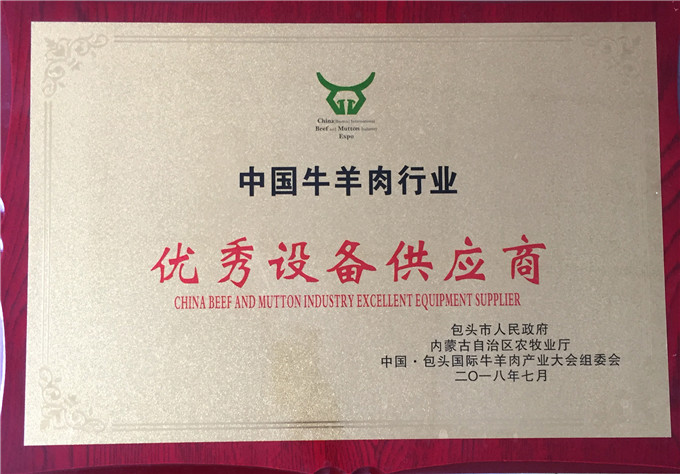 China (Baotou) International
Beef and Mutton Industry
Expo
中国牛羊肉行业
优秀设备供应商
CHINA BEEF AND MUTTON INDUSTRY EXCELLENT EQUIPMENT SUPPLIER
包头市人民政府
内蒙古自治区农牧业厅
中国·包头国际牛羊肉产业大会组委会
二〇一八年七月